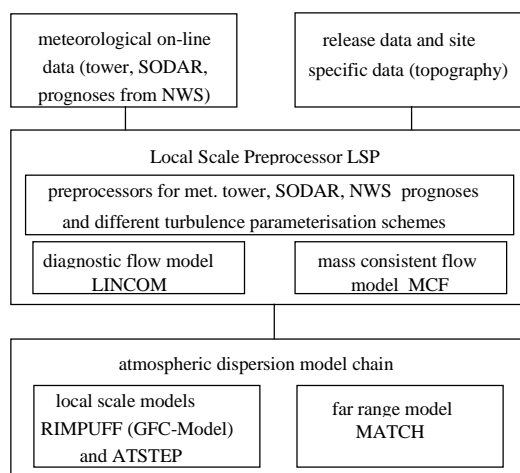 meteorological on-line
data (tower, SODAR,
prognoses from NWS)
release data and site
specific data (topography)
Local Scale Preprocessor LSP
preprocessors for met. tower, SODAR, NWS prognoses
and different turbulence parameterisation schemes
diagnostic flow model
LINCOM
mass consistent flow
model MCF
atmospheric dispersion model chain
local scale models
RIMPUFF (GFC-Model)
and ATSTEP
far range model
MATCH